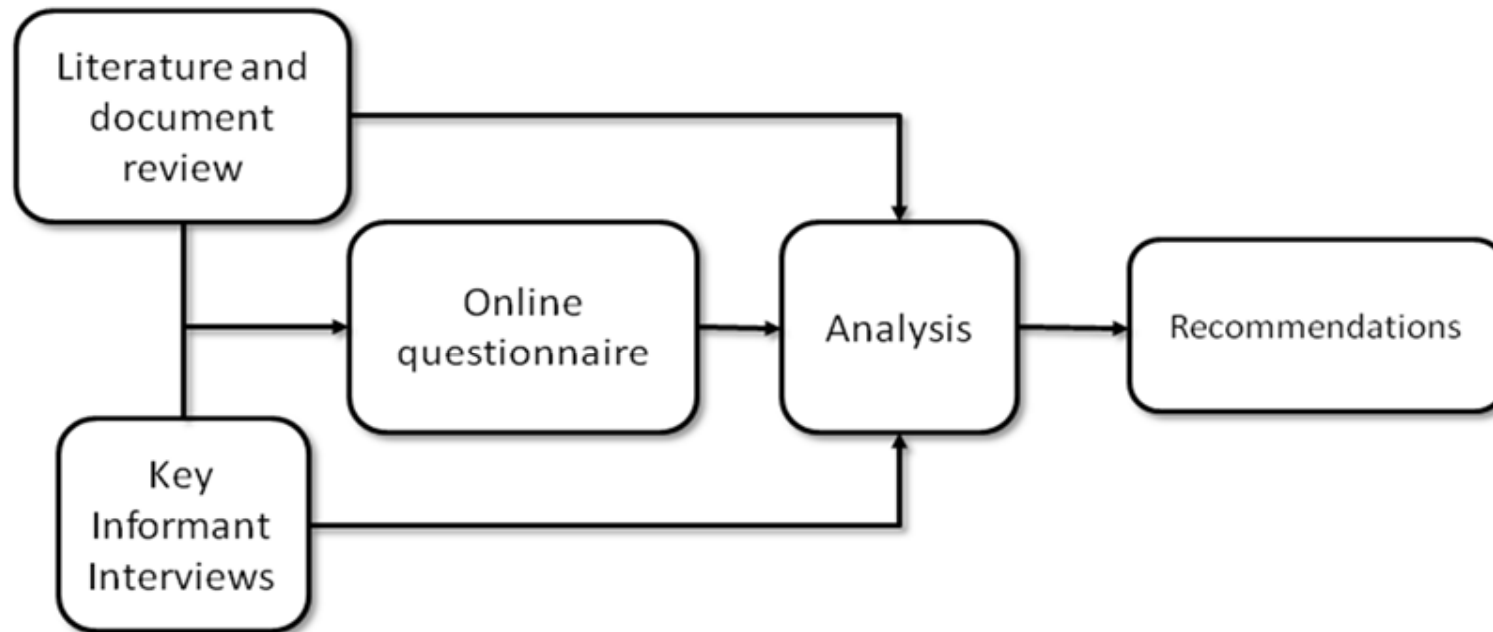 Literature and
document
review
Online
questionnaire
Analysis
Recommendations
Key
Informant
Interviews